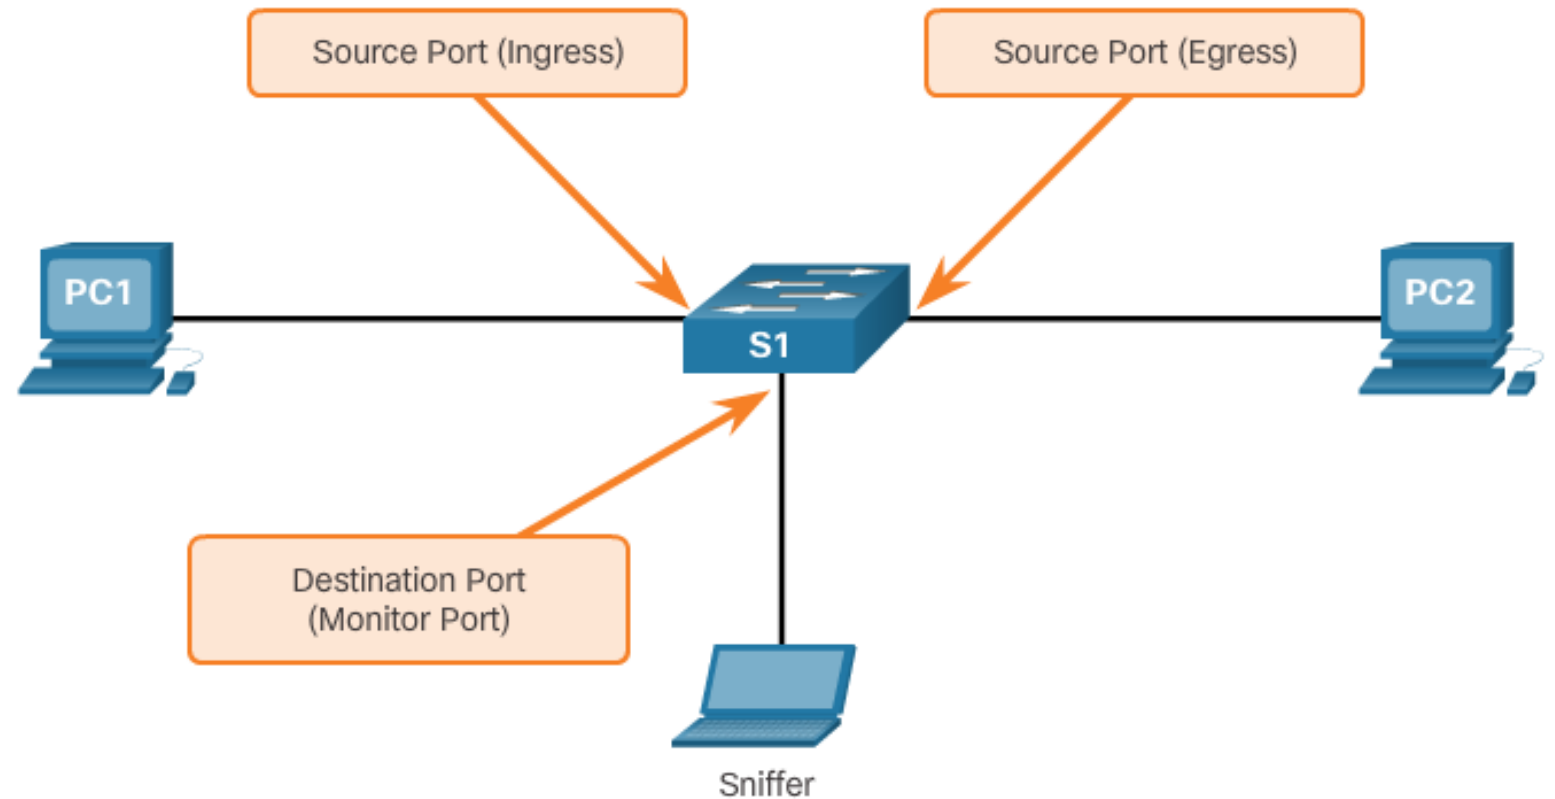 Source Port (Ingress)
Source Port (Egress)
PC1
PC2
S1
Destination Port
(Monitor Port)
Sniffer